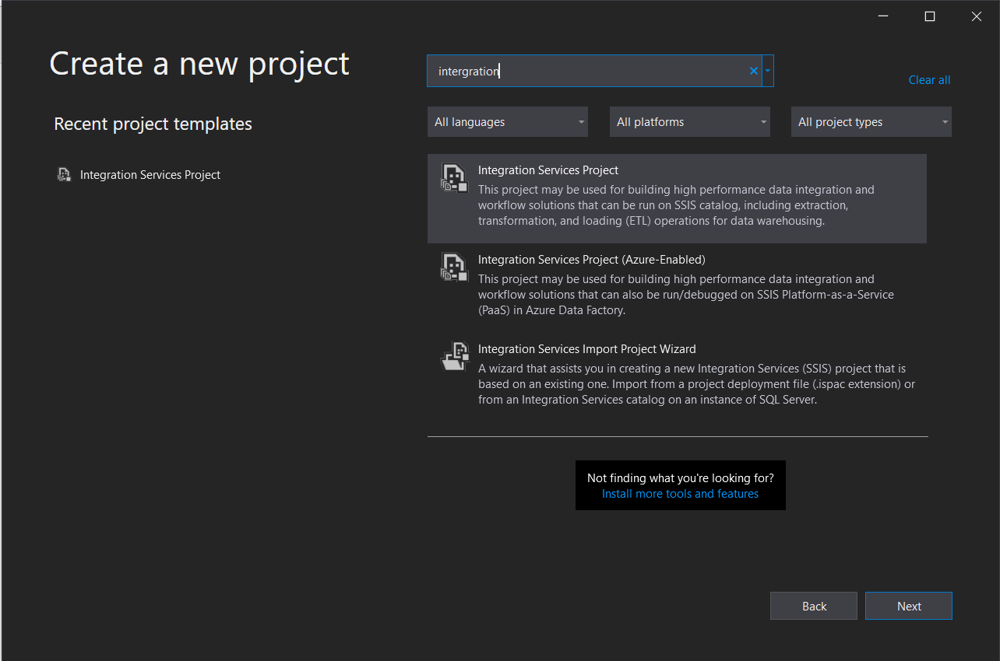 Create a new project
Recent project templates
Integration Services Project
intergration
Clear all
All languages
All platforms
All project types
Integration Services Project
This project may be used for building high performance data integration and
workflow solutions that can be run on SSIS catalog, including extraction,
transformation, and loading (ETL) operations for data warehousing.
Integration Services Project (Azure-Enabled)
This project may be used for building high performance data integration and
workflow solutions that can also be run/debugged on SSIS Platform-as-a-Service
(PaaS) in Azure Data Factory.
Integration Services Import Project Wizard
A wizard that assists you in creating a new Integration Services (SSIS) project that is
based on an existing one. Import from a project deployment file (.ispac extension) or
from an Integration Services catalog on an instance of SQL Server.
Not finding what you're looking for?
Install more tools and features
Back
Next